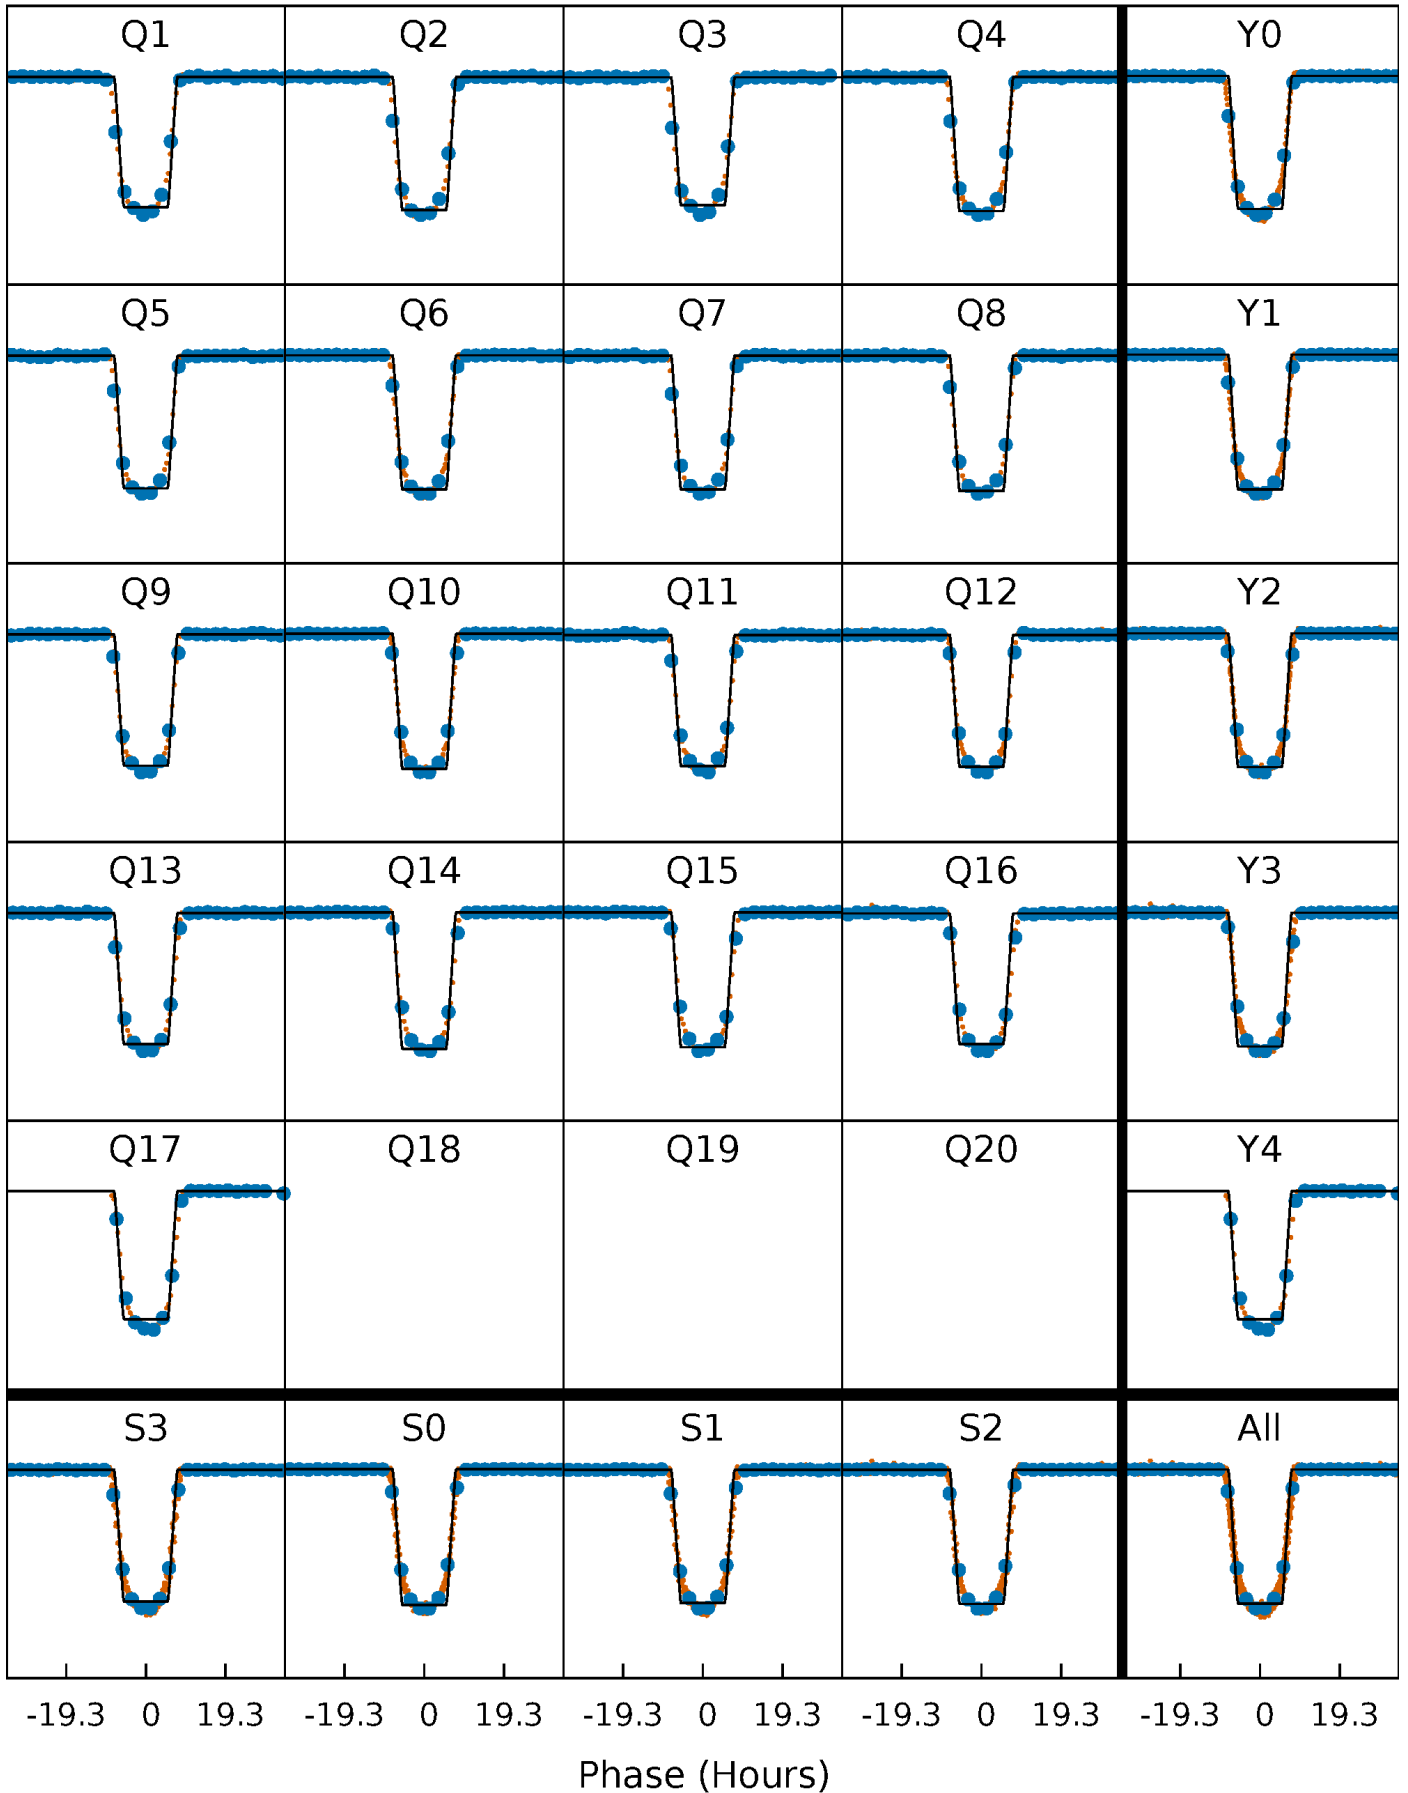 Q1 Q2 Q3 Q4 Y0
Q5 Q6 Q7 Q8 Y1
Q9 Q10 Q11 Q12 Y2
Q13 Q14 Q15 Q16 Y3
Q17 Q18 Q19 Q20 Y4
S3 S0 S1 S2 All
-19.3 0 19.3 -19.3 0 19.3 -19.3 0 19.3 -19.3 0 19.3 -19.3 0 19.3
Phase (Hours)